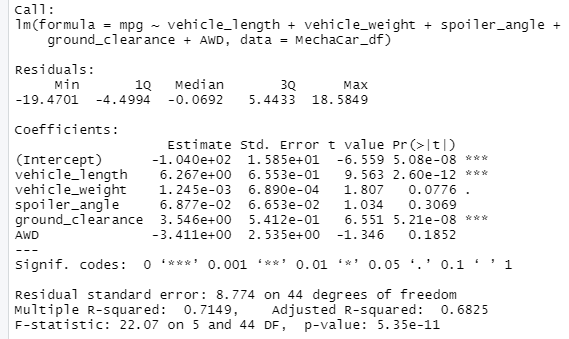 Call:
lm(formula = mpg ~ vehicle_length + vehicle_weight + spoiler_angle +
    ground_clearance + AWD, data = MechaCar_df)

Residuals:
     Min       1Q   Median       3Q      Max
-19.4701  -4.4994  -0.0692   5.4433  18.5849

Coefficients:
                   Estimate Std. Error t value Pr(>|t|)
(Intercept)      -1.040e+02  1.585e+01  -6.559 5.08e-08 ***
vehicle_length    6.267e+00  6.553e-01   9.563 2.60e-12 ***
vehicle_weight    1.245e-03  6.890e-04   1.807   0.0776 .
spoiler_angle     6.877e-02  6.653e-02   1.034   0.3069
ground_clearance  3.546e+00  5.412e-01   6.551 5.21e-08 ***
AWD              -3.411e+00  2.535e+00  -1.346   0.1852
---
Signif. codes:  0 ‘***’ 0.001 ‘**’ 0.01 ‘*’ 0.05 ‘.’ 0.1 ‘ ’ 1

Residual standard error: 8.774 on 44 degrees of freedom
Multiple R-squared:  0.7149,    Adjusted R-squared:  0.6825
F-statistic: 22.07 on 5 and 44 DF,  p-value: 5.35e-11